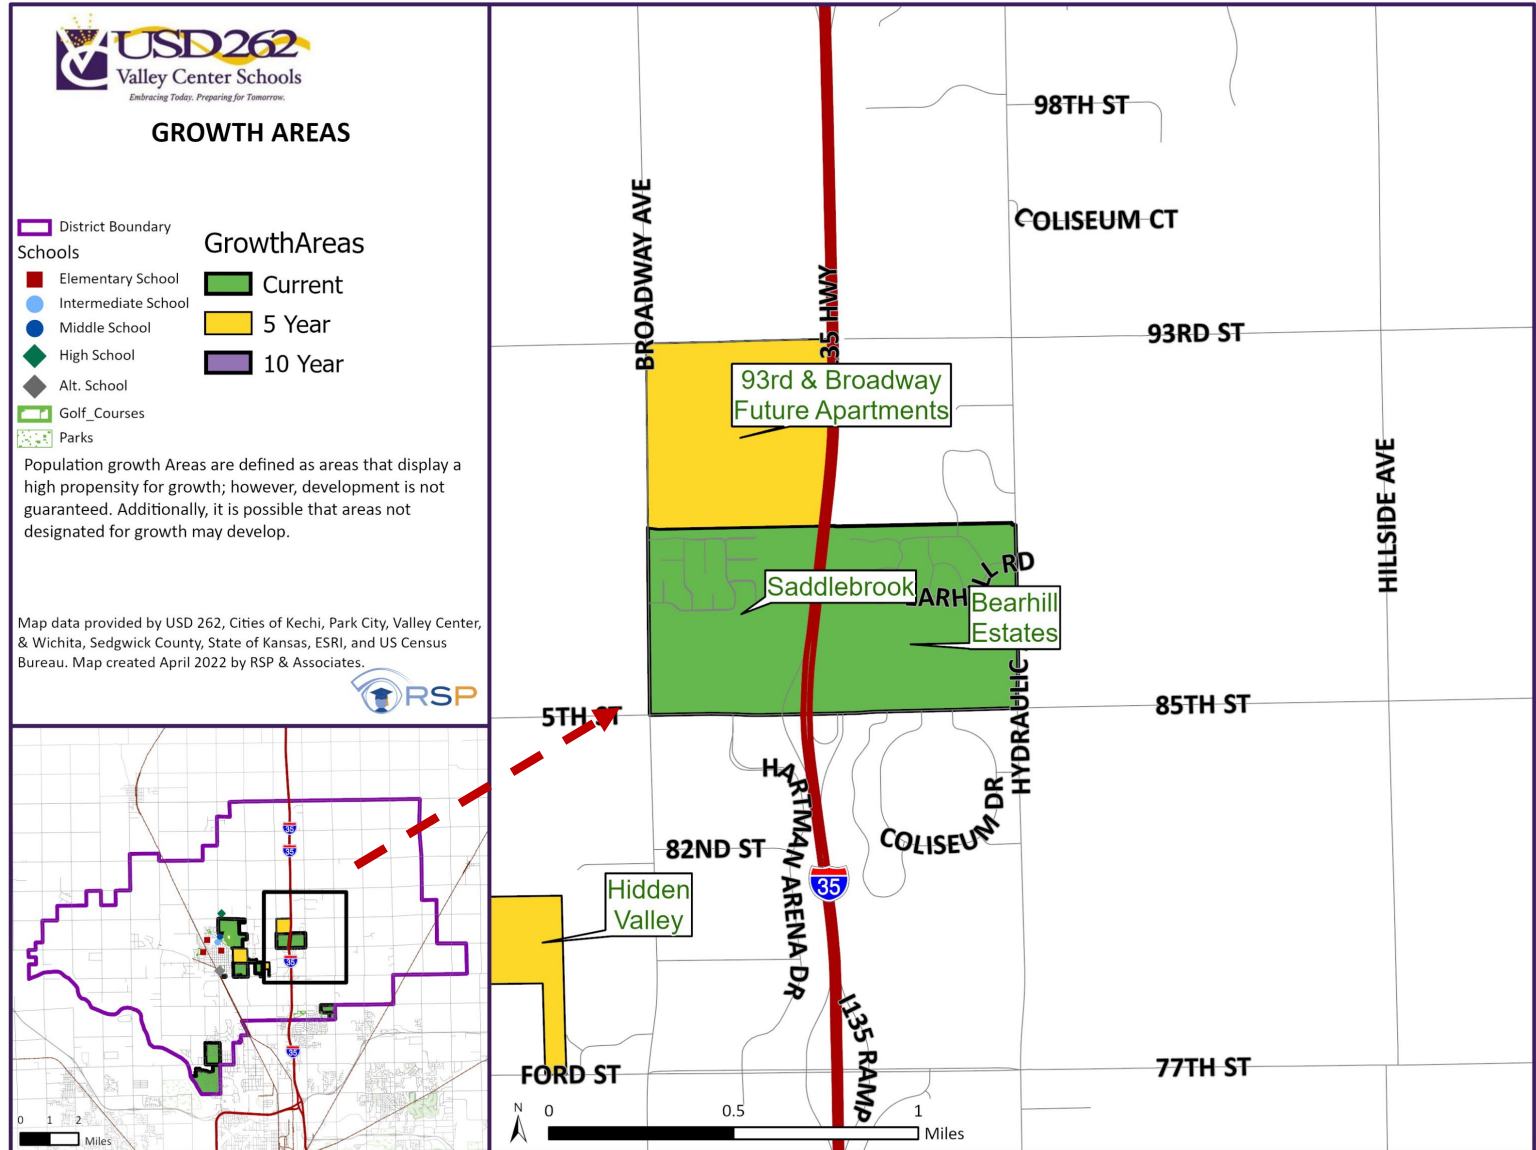 USD262
Valley Center Schools
Embracing Today. Preparing for Tomorrow.
GROWTH AREAS
District Boundary
Schools
Elementary School
Intermediate School
Middle School
High School
Alt. School
Golf_Courses
Parks
GrowthAreas
Current
5 Year
10 Year
Population growth Areas are defined as areas that display a
high propensity for growth; however, development is not
guaranteed. Additionally, it is possible that areas not
designated for growth may develop.
Map data provided by USD 262, Cities of Kechi, Park City, Valley Center,
& Wichita, Sedgwick County, State of Kansas, ESRI, and US Census
Bureau. Map created April 2022 by RSP & Associates.
RSP
35
35
35
35
0 1 2
Miles
98TH ST
COLISEUM CT
BROADWAY AVE
35 HWY
93RD ST
93rd & Broadway
Future Apartments
HILLSIDE AVE
Saddlebrook
ARH
LL RD
Bearhill
Estates
HYDRAULIC
5TH ST
85TH ST
HARTMAN ARENA DR
COLISEUM DR
82ND ST
35
Hidden
Valley
I135 RAMP
FORD ST
77TH ST
N
0 0.5 1
Miles